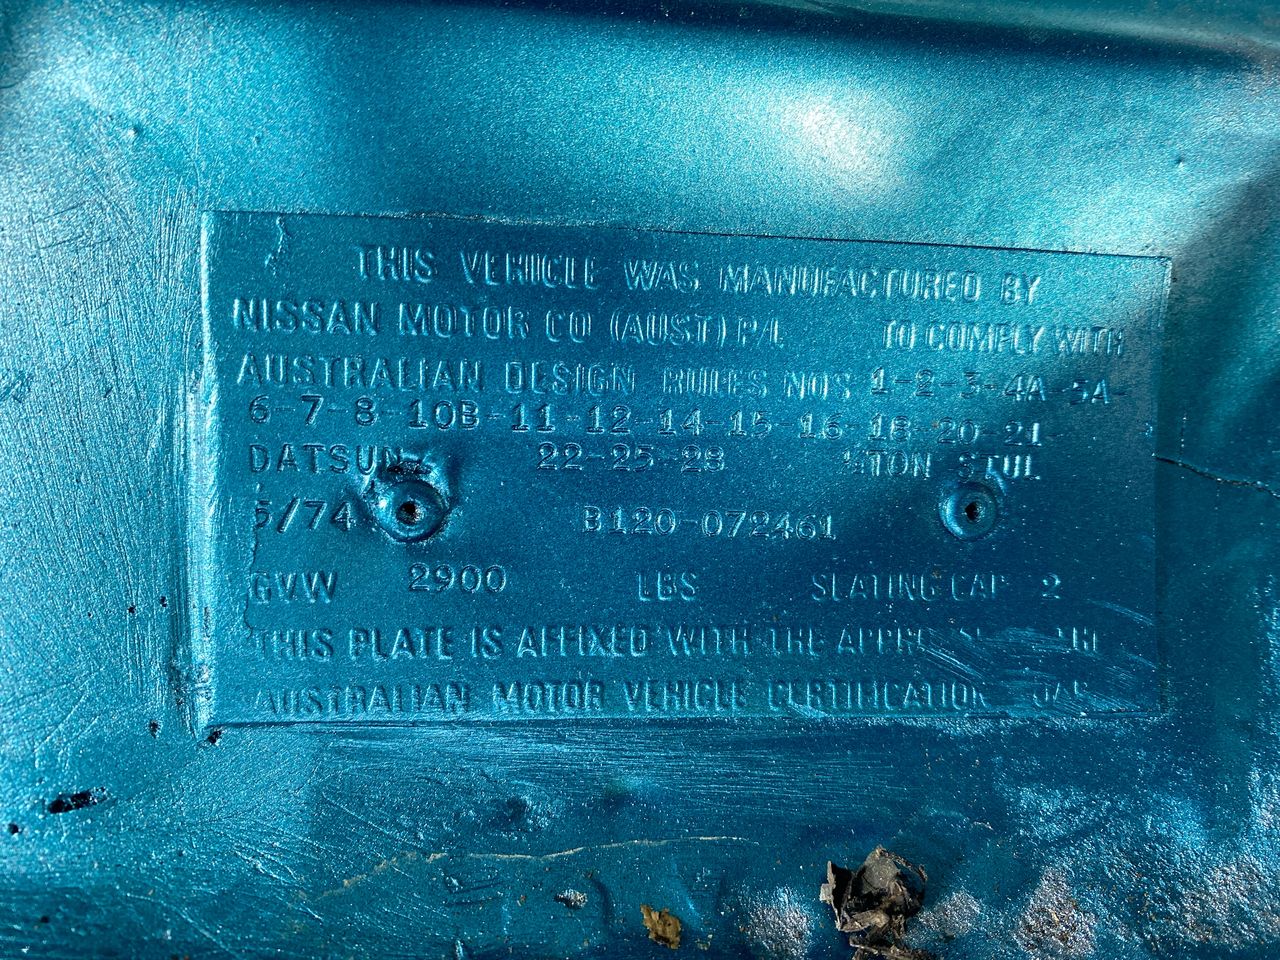 THIS VEHICLE WAS MANUFACTURED BY
NISSAN MOTOR CO (AUST) P/L TO COMPLY WITH
AUSTRALIAN DESIGN RULES NOS 1-2-3-4A-5A-
6-7-8-10B-11-12-14-15-16-18-20-21-
DATSUN 22-25-28 TON
5/74 B120-072461
GVW 2900 LBS SEATING CAP 2
THIS PLATE IS AFFIXED WITH THE
AUSTRALIAN MOTOR VEHICLE CERTIFICATION